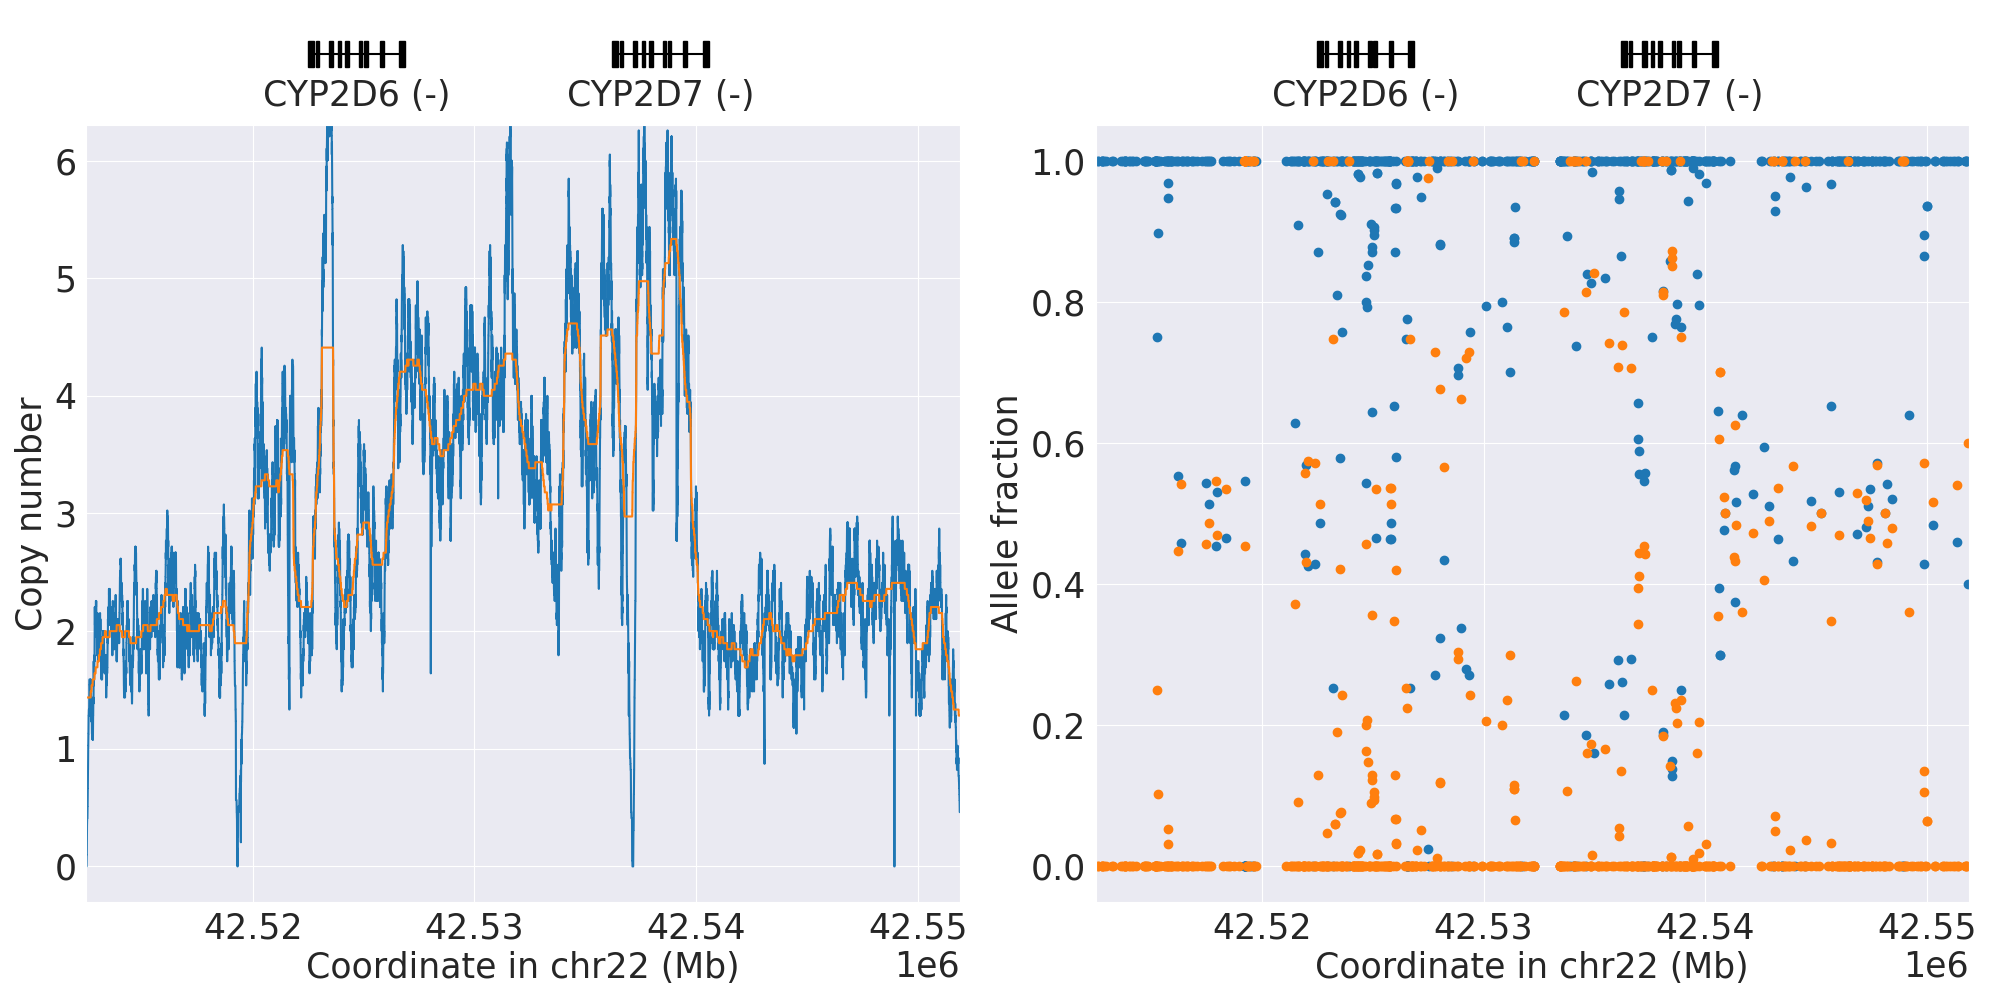 CYP2D6 (-) CYP2D7 (-)
6
5
4
3
2
1
0
Copy number
42.52 42.53 42.54 42.55
Coordinate in chr22 (Mb) 1e6
CYP2D6 (-) CYP2D7 (-)
1.0
0.8
0.6
0.4
0.2
0.0
Allele fraction
42.52 42.53 42.54 42.55
Coordinate in chr22 (Mb) 1e6